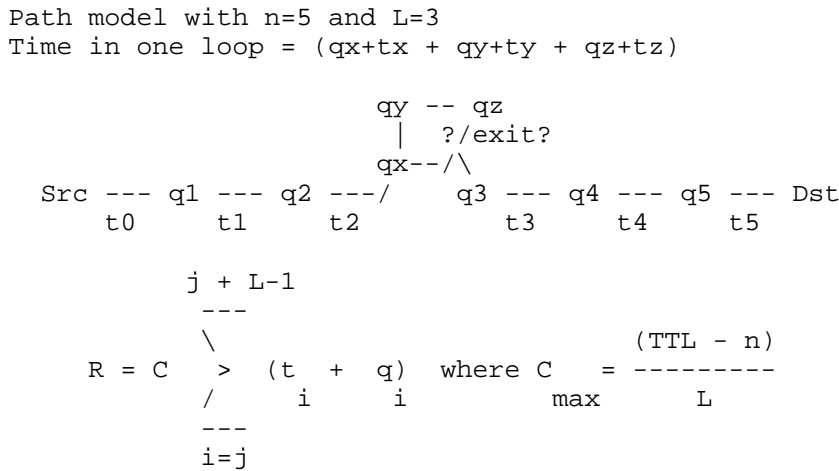 Path model with n=5 and L=3
Time in one loop = (qx+tx + qy+ty + qz+tz)
qy -- qz
| ?/exit?
qx--/\
Src --- q1 --- q2 ---/ q3 --- q4 --- q5 --- Dst
t0 t1 t2 t3 t4 t5
j + L-1
---
\ (TTL - n)
R = C > (t + q) where C = ---------
/ i i max L
---
i=j